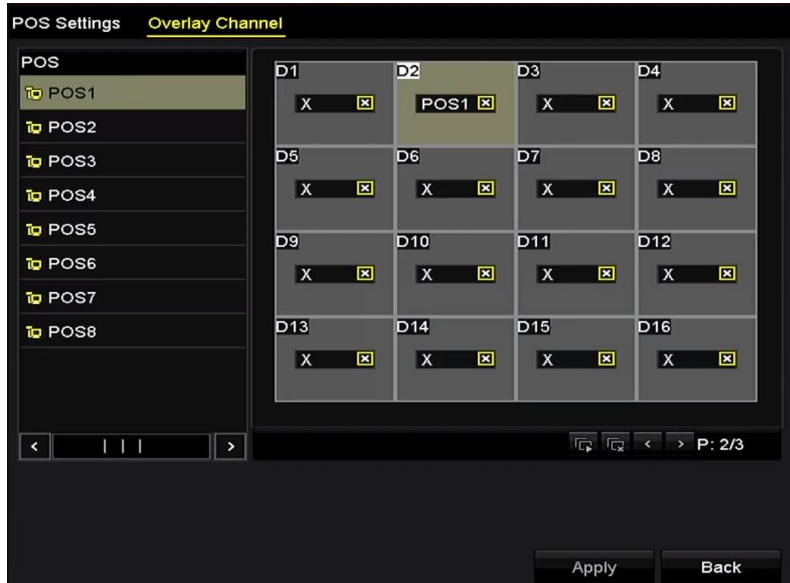 POS Settings Overlay Channel
POS
POS1
POS2
POS3
POS4
POS5
POS6
POS7
POS8
D1 D2 D3 D4
X POS1 X X
D5 D6 D7 D8
X X X X
D9 D10 D11 D12
X X X X
D13 D14 D15 D16
X X X X
P: 2/3
Apply Back